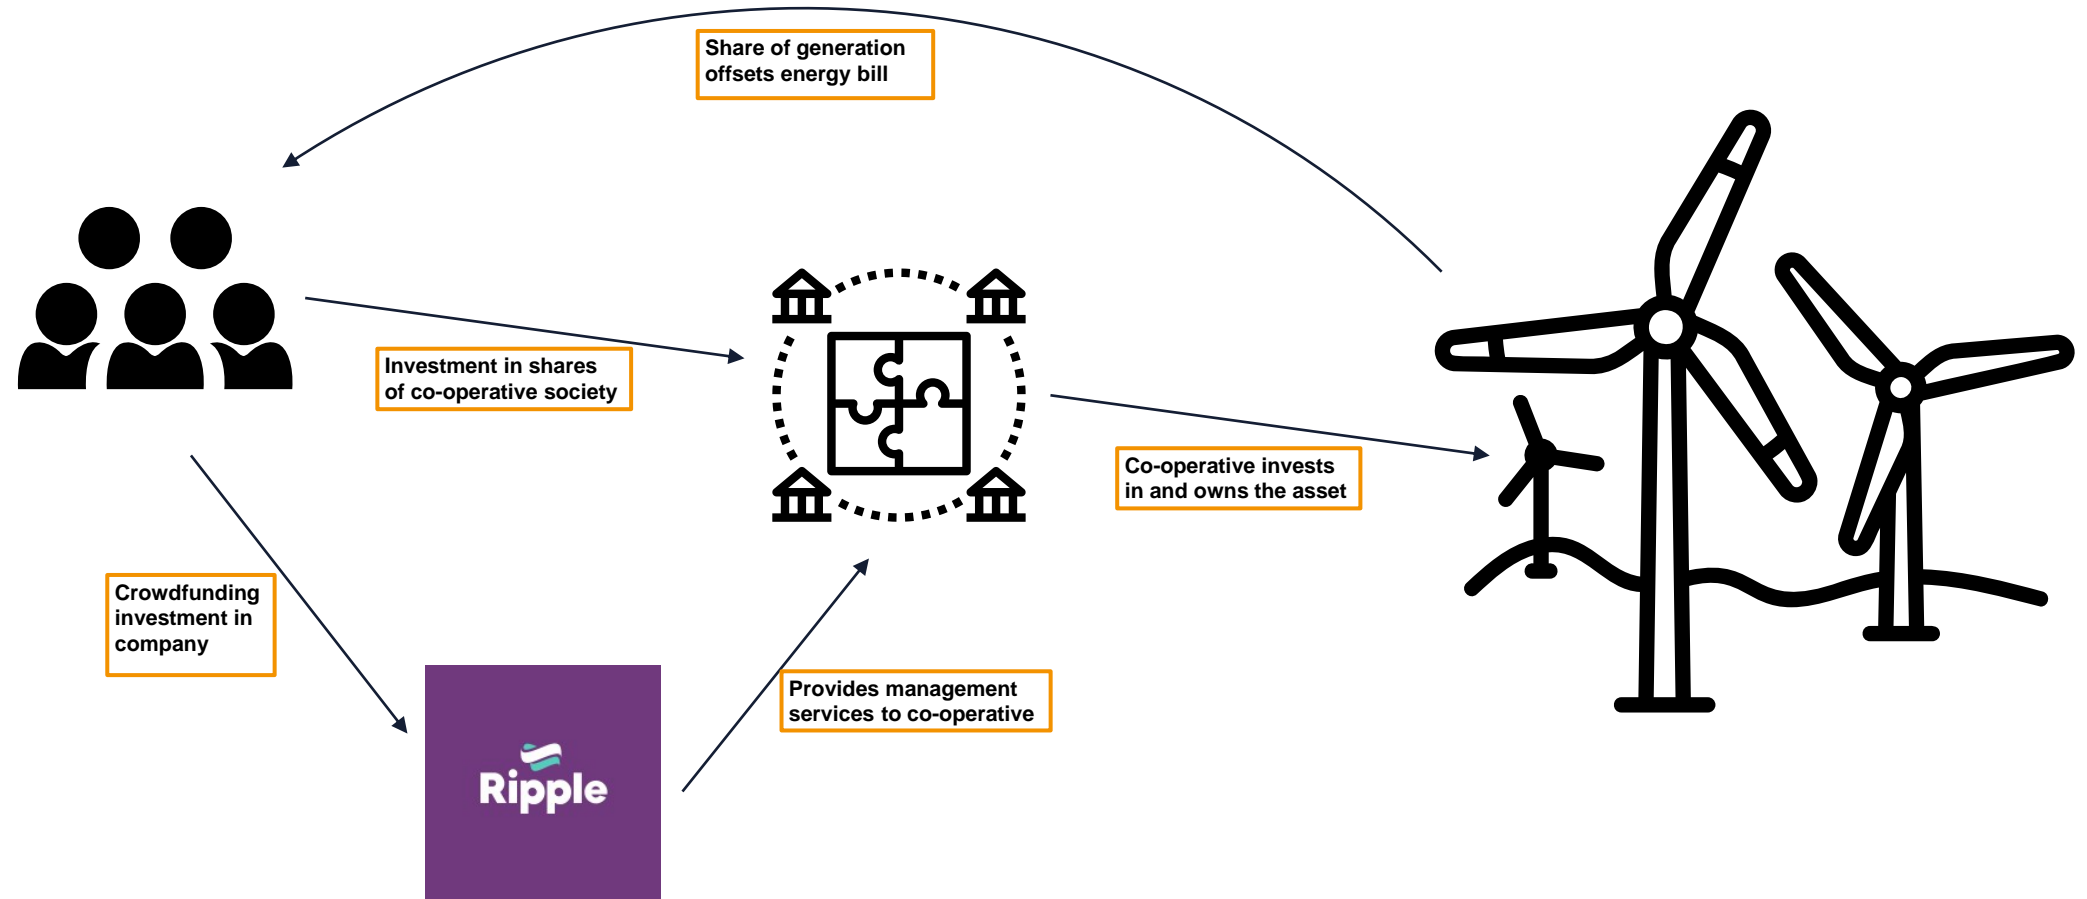 Share of generation
offsets energy bill
Investment in shares
of co-operative society
Co-operative invests
in and owns the asset
Crowdfunding
investment in
company
Provides management
services to co-operative
Ripple